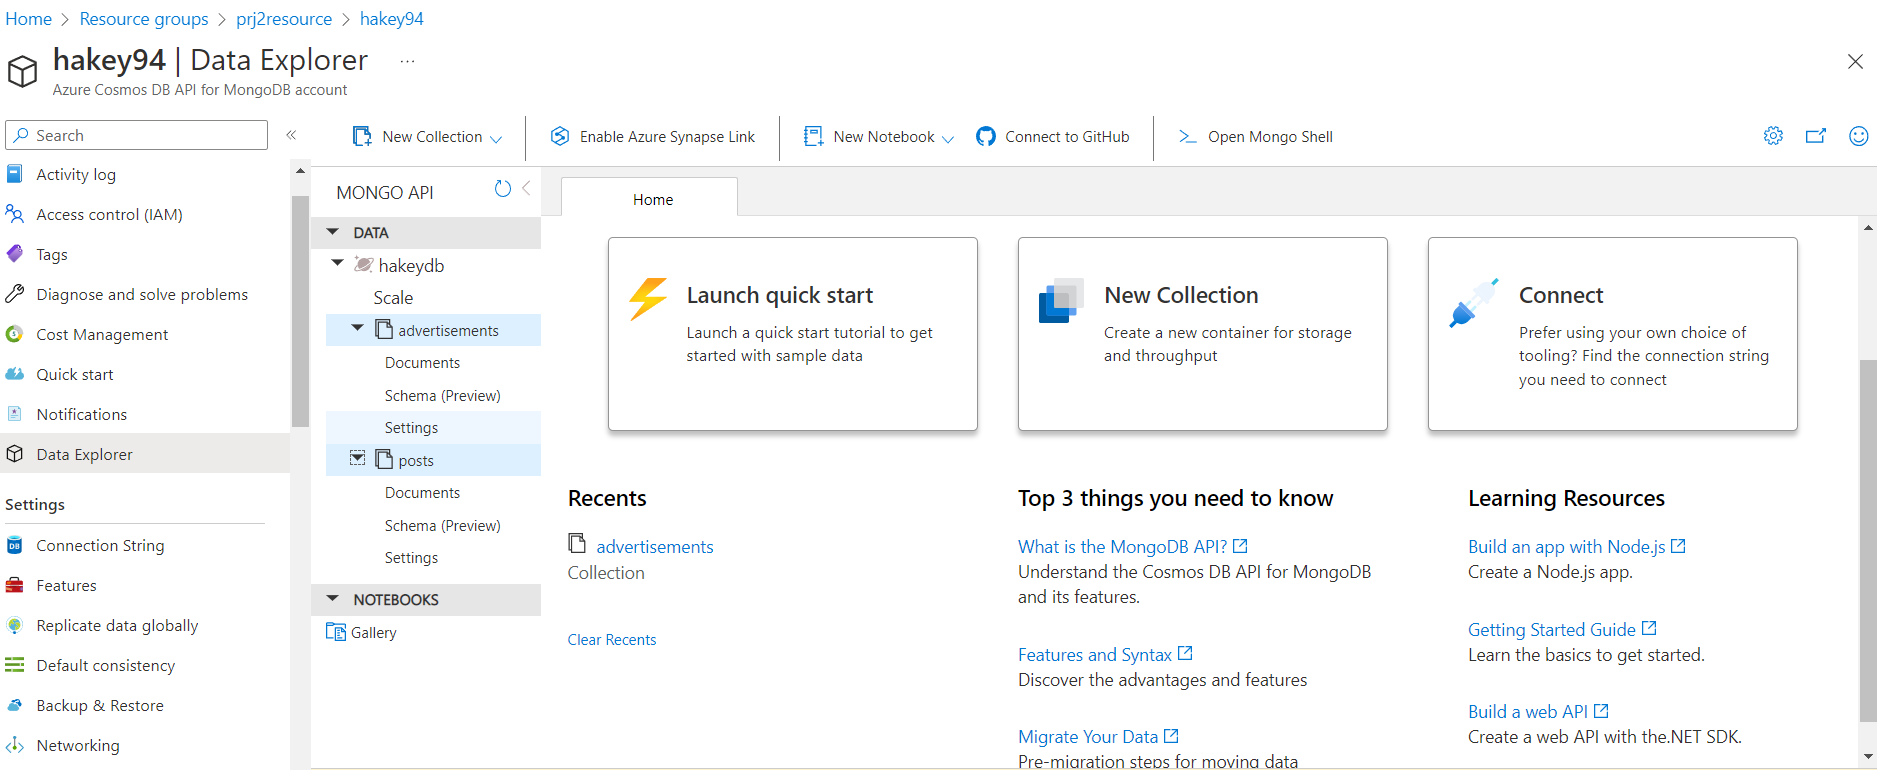 Home > Resource groups > prj2resource > hakey94
hakey94 | Data Explorer ...
Azure Cosmos DB API for MongoDB account
Search
Activity log
Access control (IAM)
Tags
Diagnose and solve problems
Cost Management
Quick start
Notifications
Data Explorer
Settings
Connection String
Features
Replicate data globally
Default consistency
Backup & Restore
Networking
New Collection
Enable Azure Synapse Link
New Notebook
Connect to GitHub
Open Mongo Shell
MONGO API
DATA
hakeydb
Scale
advertisements
Documents
Schema (Preview)
Settings
posts
Documents
Schema (Preview)
Settings
NOTEBOOKS
Gallery
Home
Launch quick start
Launch a quick start tutorial to get
started with sample data
New Collection
Create a new container for storage
and throughput
Connect
Prefer using your own choice of
tooling? Find the connection string
you need to connect
Recents
advertisements
Collection
Clear Recents
Top 3 things you need to know
What is the MongoDB API?
Understand the Cosmos DB API for MongoDB
and its features.
Features and Syntax
Discover the advantages and features
Migrate Your Data
Pre-migration steps for moving data
Learning Resources
Build an app with Node.js
Create a Node.js app.
Getting Started Guide
Learn the basics to get started.
Build a web API
Create a web API with the.NET SDK.